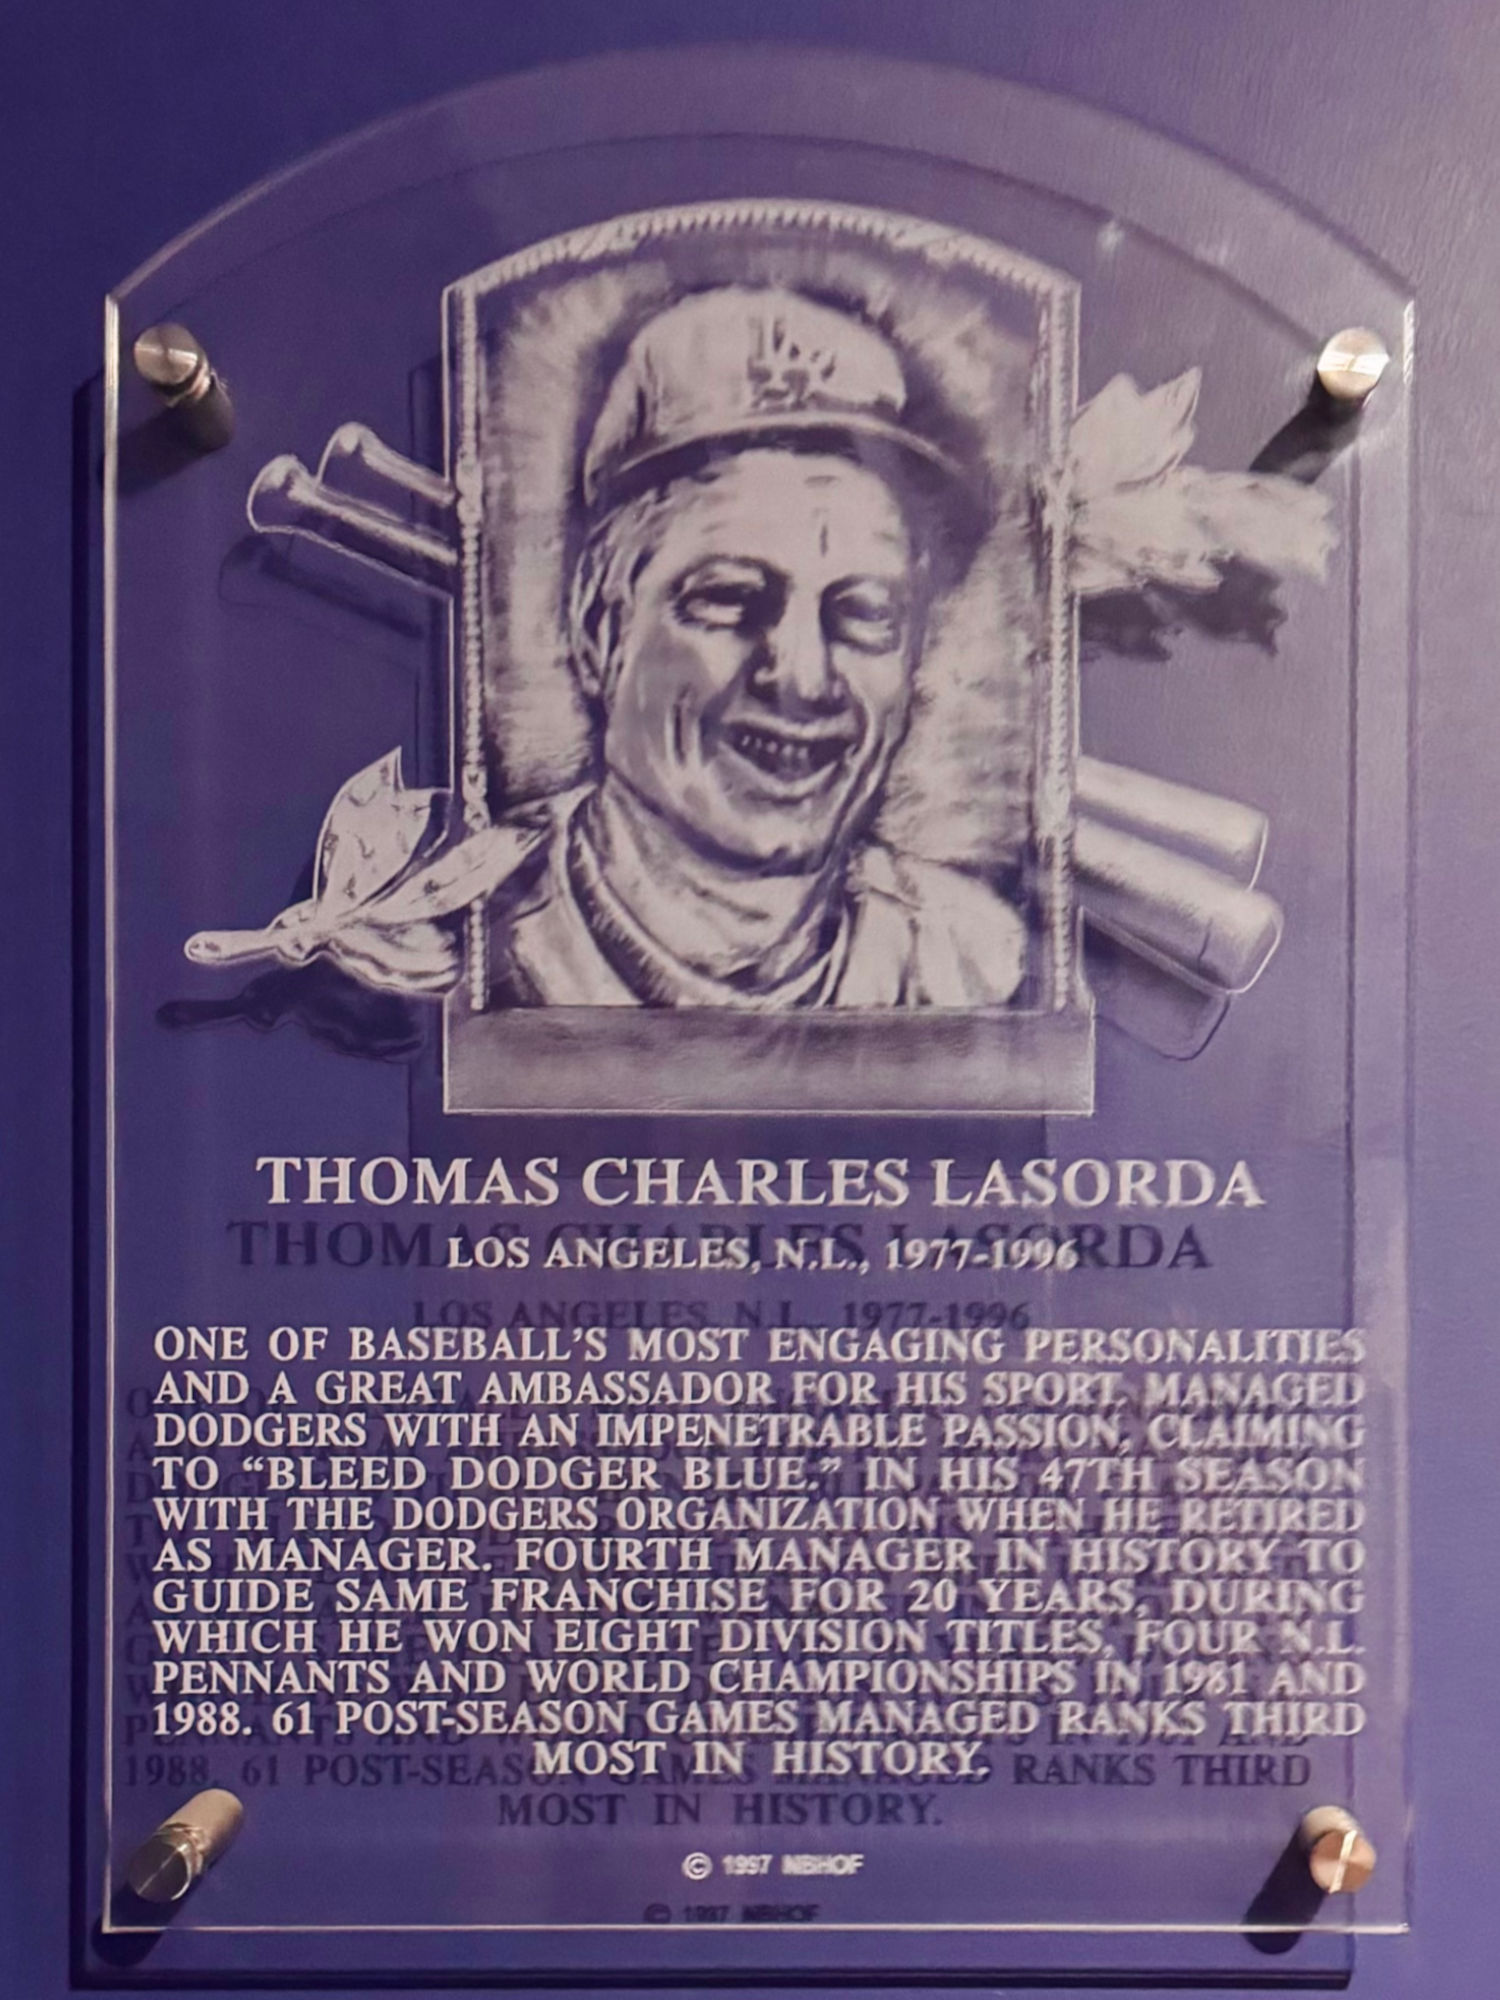 LA
THOMAS CHARLES LASORDA
LOS ANGELES, N.L., 1977-1996
ONE OF BASEBALL'S MOST ENGAGING PERSONALITIES
AND A GREAT AMBASSADOR FOR HIS SPORT, MANAGED
DODGERS WITH AN IMPENETRABLE PASSION, CLAIMING
TO “BLEED DODGER BLUE.” IN HIS 47TH SEASON
WITH THE DODGERS ORGANIZATION WHEN HE RETIRED
AS MANAGER. FOURTH MANAGER IN HISTORY TO
GUIDE SAME FRANCHISE FOR 20 YEARS, DURING
WHICH HE WON EIGHT DIVISION TITLES, FOUR N.L.
PENNANTS AND WORLD CHAMPIONSHIPS IN 1981 AND
1988. 61 POST-SEASON GAMES MANAGED RANKS THIRD
MOST IN HISTORY.
© 1997 NBHOF